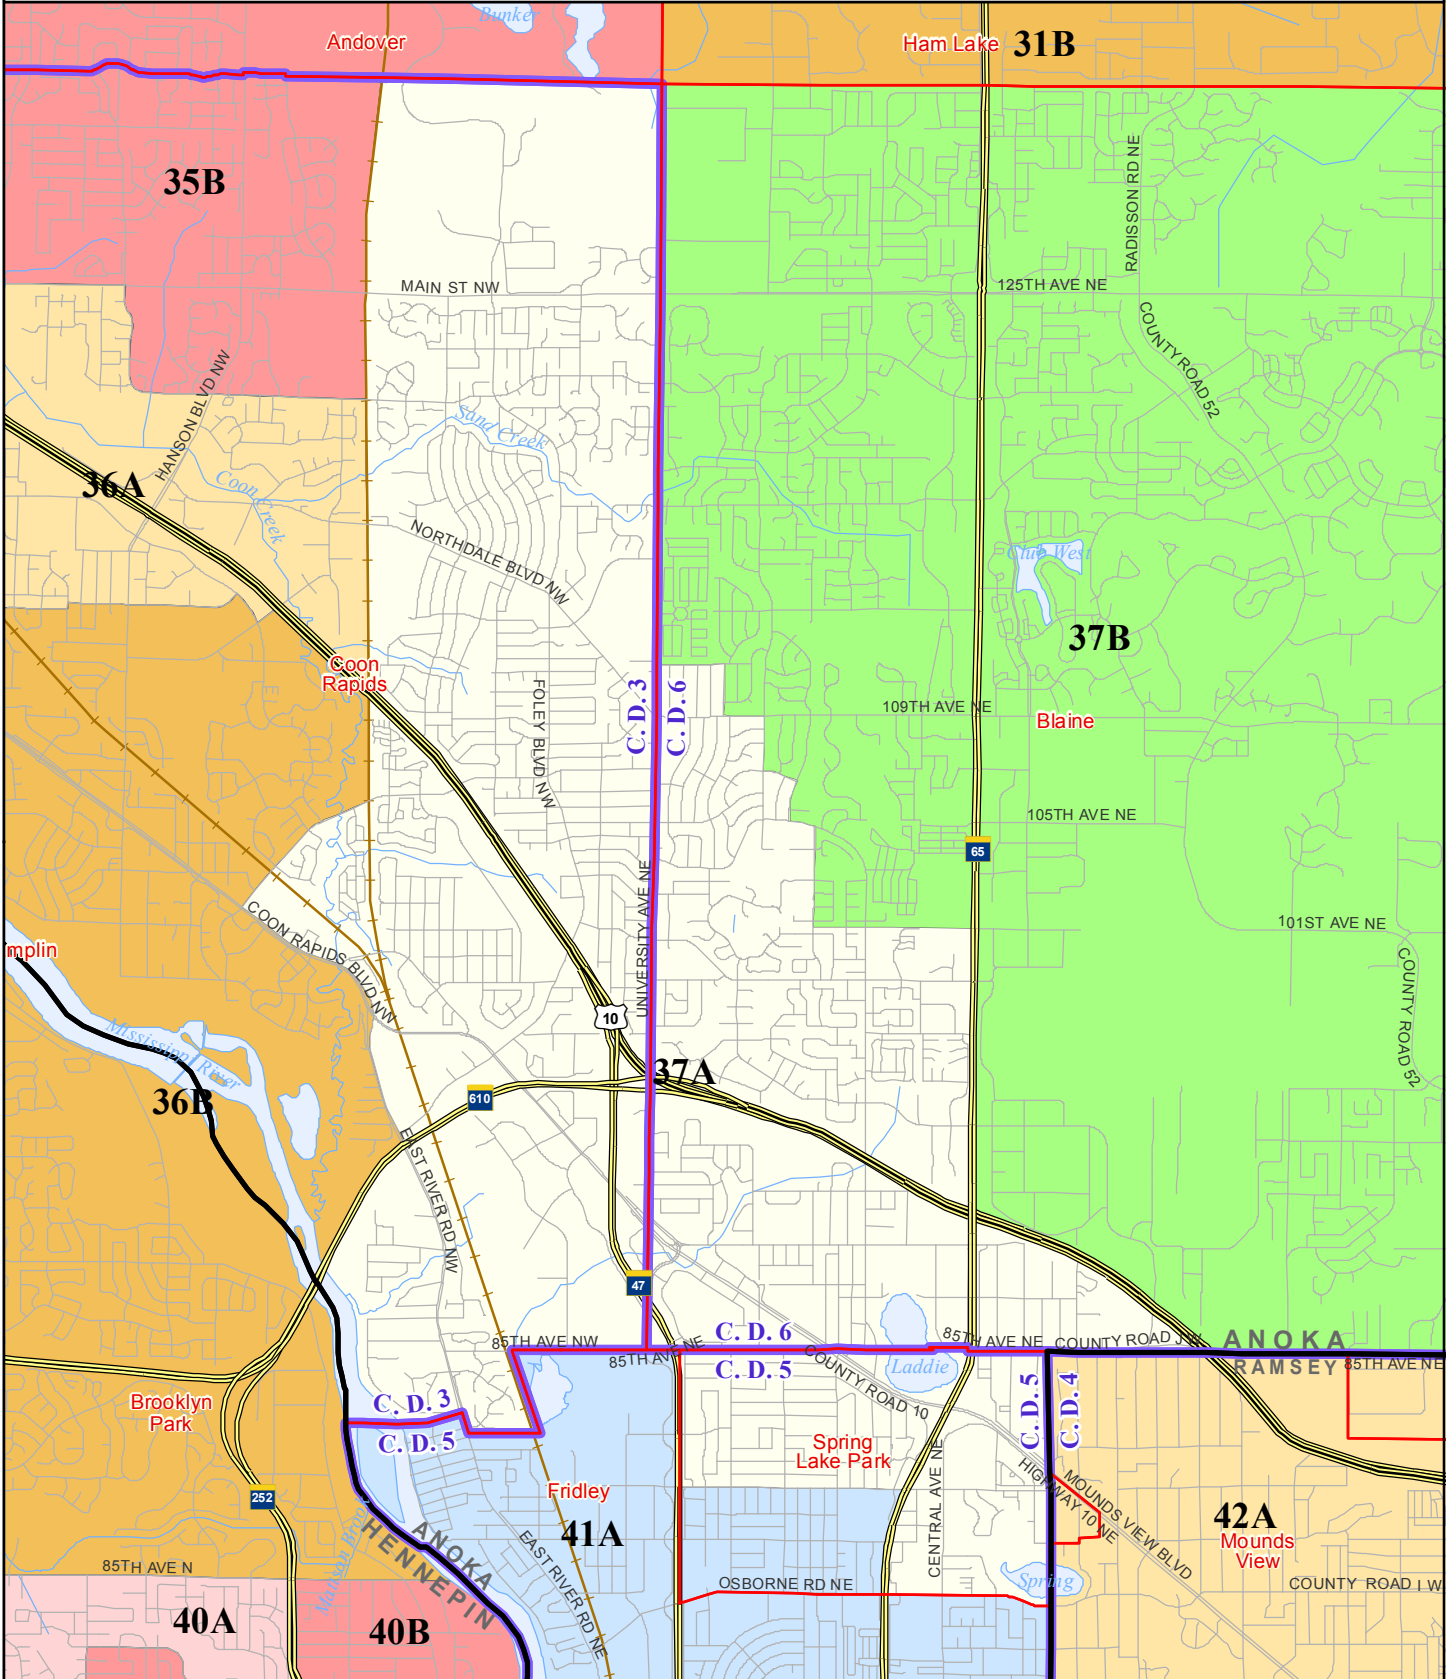 Bunker
Andover
Ham Lake
31B
35B
RADISSON RD NE
MAIN ST NW
125TH AVE NE
COUNTY ROAD 52
HANSON BLVD NW
Sand Creek
36A
Coon Creek
NORTHDALE BLVD NW
Club West
37B
Coon
Rapids
FOLEY BLVD NW
C. D. 3
C. D. 6
109TH AVE NE
Blaine
105TH AVE NE
65
UNIVERSITY AVE NE
COON RAPIDS BLVD NW
101ST AVE NE
mplin
COUNTY ROAD 52
10
Mississippi River
37A
36B
610
EAST RIVER RD NW
47
85TH AVE NW
85TH AVE NE
C. D. 6
C. D. 5
85TH AVE NE
COUNTY ROAD J W
ANOKA
RAMSEY
85TH AVE NE
Laddie
COUNTY ROAD 10
C. D. 5
C. D. 4
Brooklyn
Park
C. D. 3
C. D. 5
Spring
Lake Park
CENTRAL AVE NE
HIGHWAY 10 NE
MOUNDS VIEW BLVD
252
Fridley
41A
42A
Mounds
View
ANOKA
HENNEPIN
EAST RIVER RD NE
85TH AVE N
OSBORNE RD NE
Spring
COUNTY ROAD I W
40A
40B